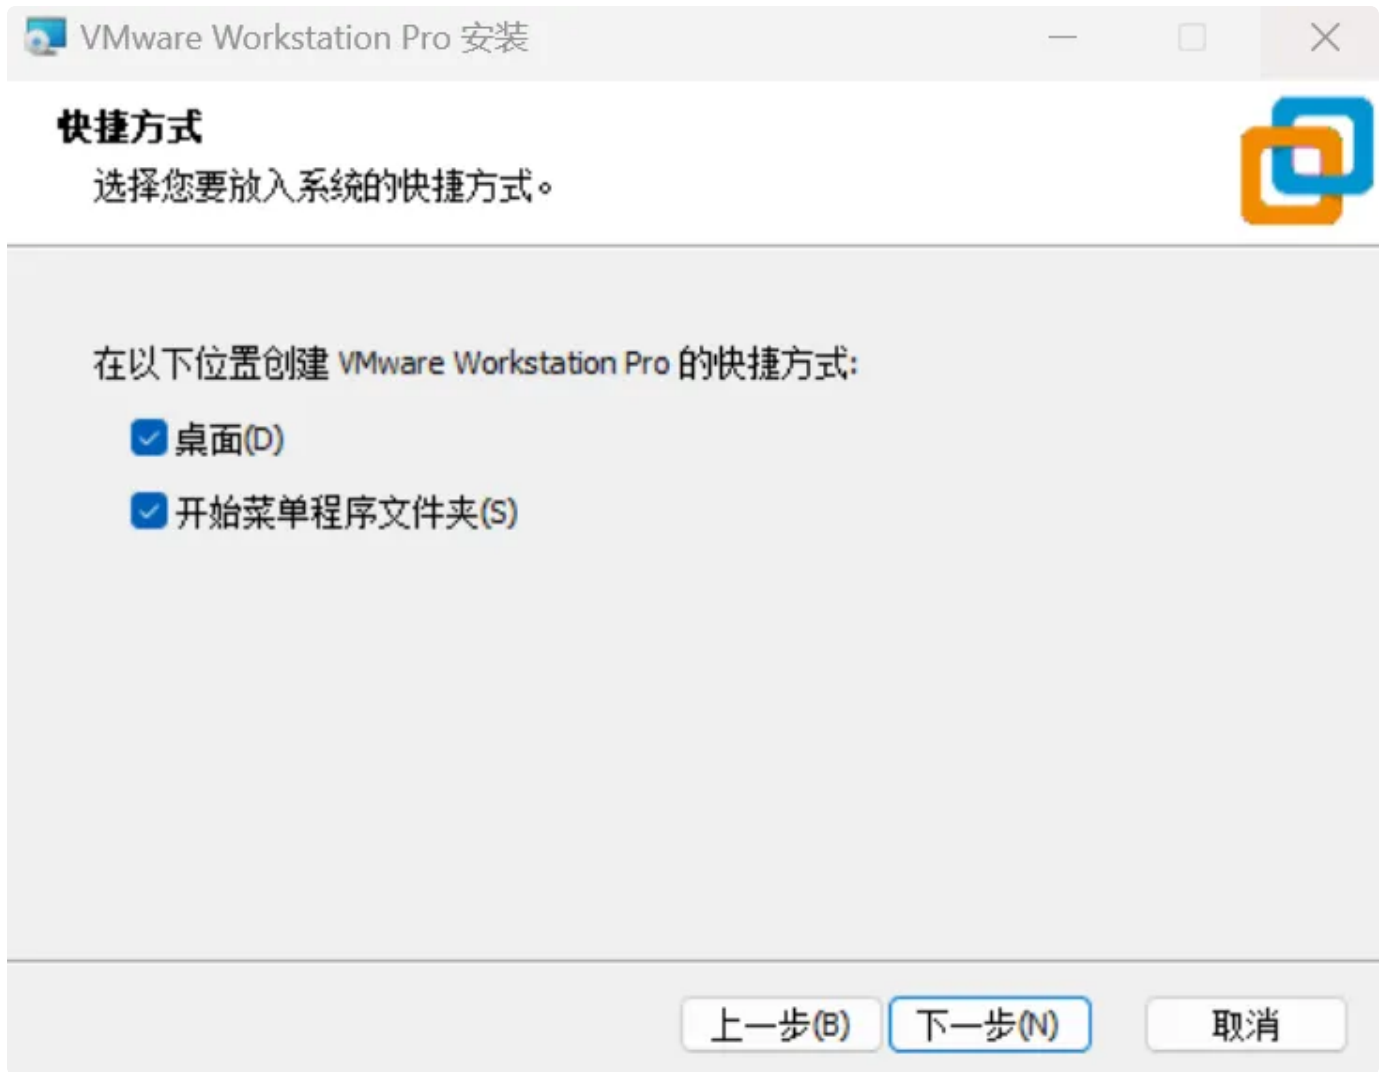 VMware Workstation Pro 安装
快捷方式
选择您要放入系统的快捷方式。
在以下位置创建 VMware Workstation Pro 的快捷方式:
桌面(D)
开始菜单程序文件夹(S)
上一步(B) 下一步(N) 取消